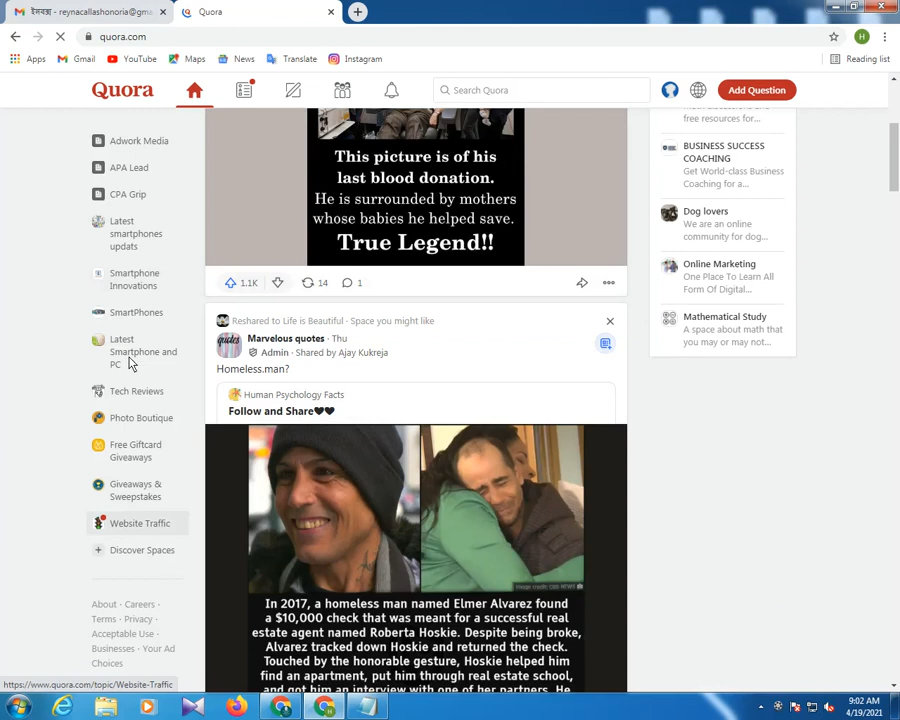 ইনবক্স - reynacallashonoria@gma
Quora
quora.com
Apps
Gmail
YouTube
Maps
News
Translate
Instagram
Reading list
Quora
Search Quora
Add Question
Adwork Media
APA Lead
CPA Grip
Latest
smartphones
updats
Smartphone
Innovations
SmartPhones
Latest
Smartphone and
PC
Tech Reviews
Photo Boutique
Free Giftcard
Giveaways
Giveaways &
Sweepstakes
Website Traffic
Discover Spaces
About · Careers ·
Terms · Privacy ·
Acceptable Use ·
Businesses · Your Ad
Choices
https://www.quora.com/topic/Website-Traffic
This picture is of his
last blood donation.
He is surrounded by mothers
whose babies he helped save.
True Legend!!
1.1K
14
1
Reshared to Life is Beautiful · Space you might like
Marvelous quotes · Thu
Admin · Shared by Ajay Kukreja
Homeless.man?
Human Psychology Facts
Follow and Share❤❤
quotes
Image credit: CBS NEWS
In 2017, a homeless man named Elmer Alvarez found
a $10,000 check that was meant for a successful real
estate agent named Roberta Hoskie. Despite being broke,
Alvarez tracked down Hoskie and returned the check.
Touched by the honorable gesture, Hoskie helped him
find an apartment, put him through real estate school,
and got him an interview with one of her partners. He
free resources for...
BUSINESS SUCCESS
COACHING
Get World-class Business
Coaching for a...
Dog lovers
We are an online
community for dog...
Online Marketing
One Place To Learn All
Form Of Digital...
Mathematical Study
A space about math that
you may or may not...
9:02 AM
4/19/2021